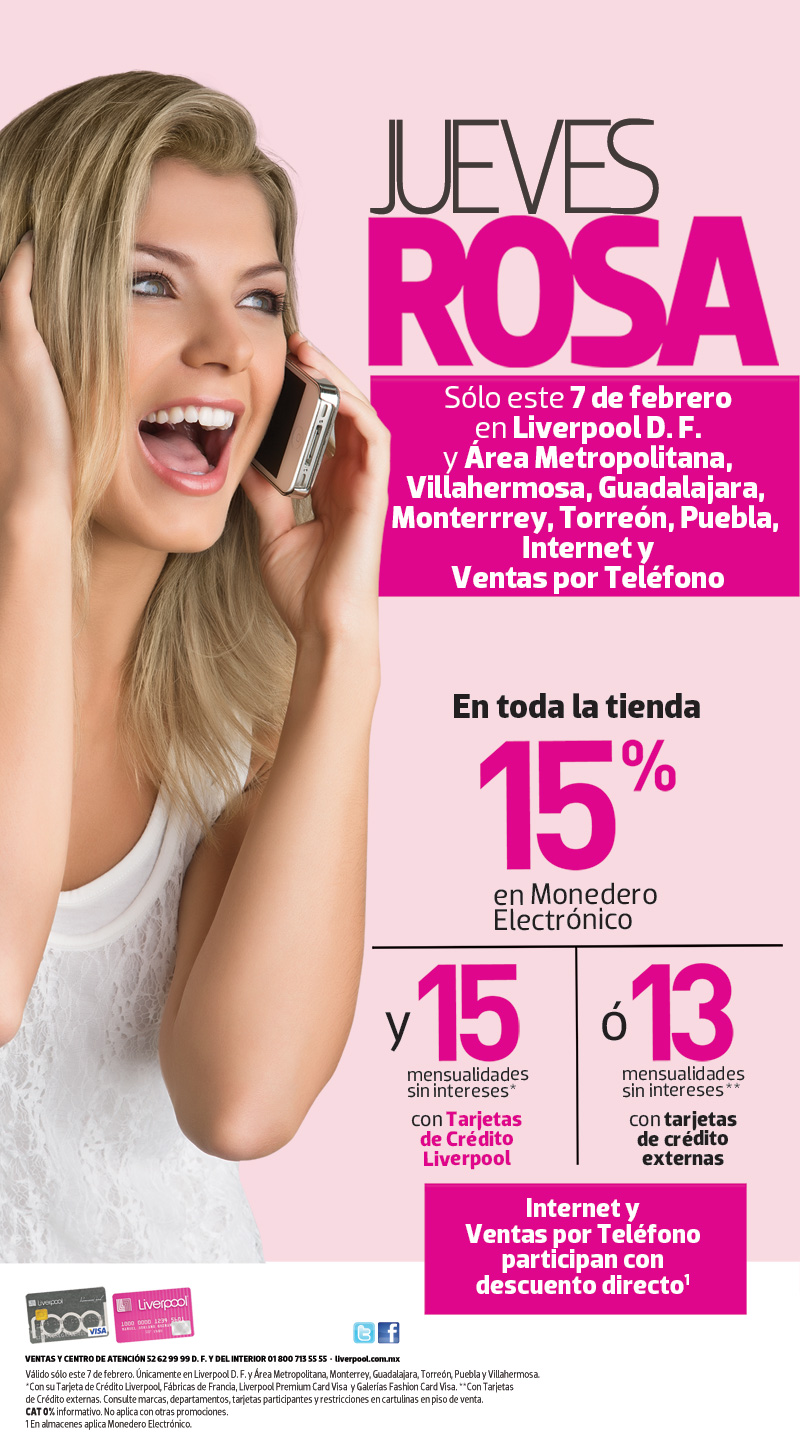 JUEVES
ROSA
Sólo este 7 de febrero
en Liverpool D. F.
y Área Metropolitana,
Villahermosa, Guadalajara,
Monterrrey, Torreón, Puebla,
Internet y
Ventas por Teléfono
En toda la tienda
15%
en Monedero
Electrónico
y 15
mensualidades
sin intereses*
con Tarjetas
de Crédito
Liverpool
ó 13
mensualidades
sin intereses**
con tarjetas
de crédito
externas
Internet y
Ventas por Teléfono
participan con
descuento directo¹
Liverpool
VISA
Liverpool
VENTAS Y CENTRO DE ATENCIÓN 52 62 99 99 D. F. Y DEL INTERIOR 01 800 713 55 55 · liverpool.com.mx
Válido sólo este 7 de febrero. Únicamente en Liverpool D. F. y Área Metropolitana, Monterrey, Guadalajara, Torreón, Puebla y Villahermosa.
*Con su Tarjeta de Crédito Liverpool, Fábricas de Francia, Liverpool Premium Card Visa y Galerías Fashion Card Visa. **Con Tarjetas
de Crédito externas. Consulte marcas, departamentos, tarjetas participantes y restricciones en cartulinas en piso de venta.
CAT 0% informativo. No aplica con otras promociones.
1 En almacenes aplica Monedero Electrónico.